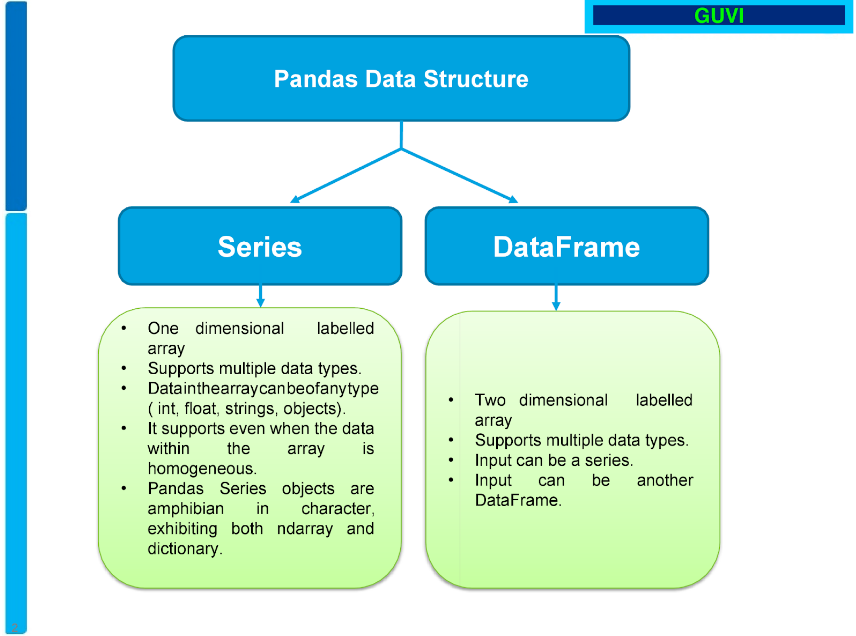 GUVI
Pandas Data Structure
Series
DataFrame
• One dimensional labelled
array
• Supports multiple data types.
• Datainthearraycanbeofanytype
( int, float, strings, objects).
• It supports even when the data
within the array is
homogeneous.
• Pandas Series objects are
amphibian in character,
exhibiting both ndarray and
dictionary.
• Two dimensional labelled
array
• Supports multiple data types.
• Input can be a series.
• Input can be another
DataFrame.